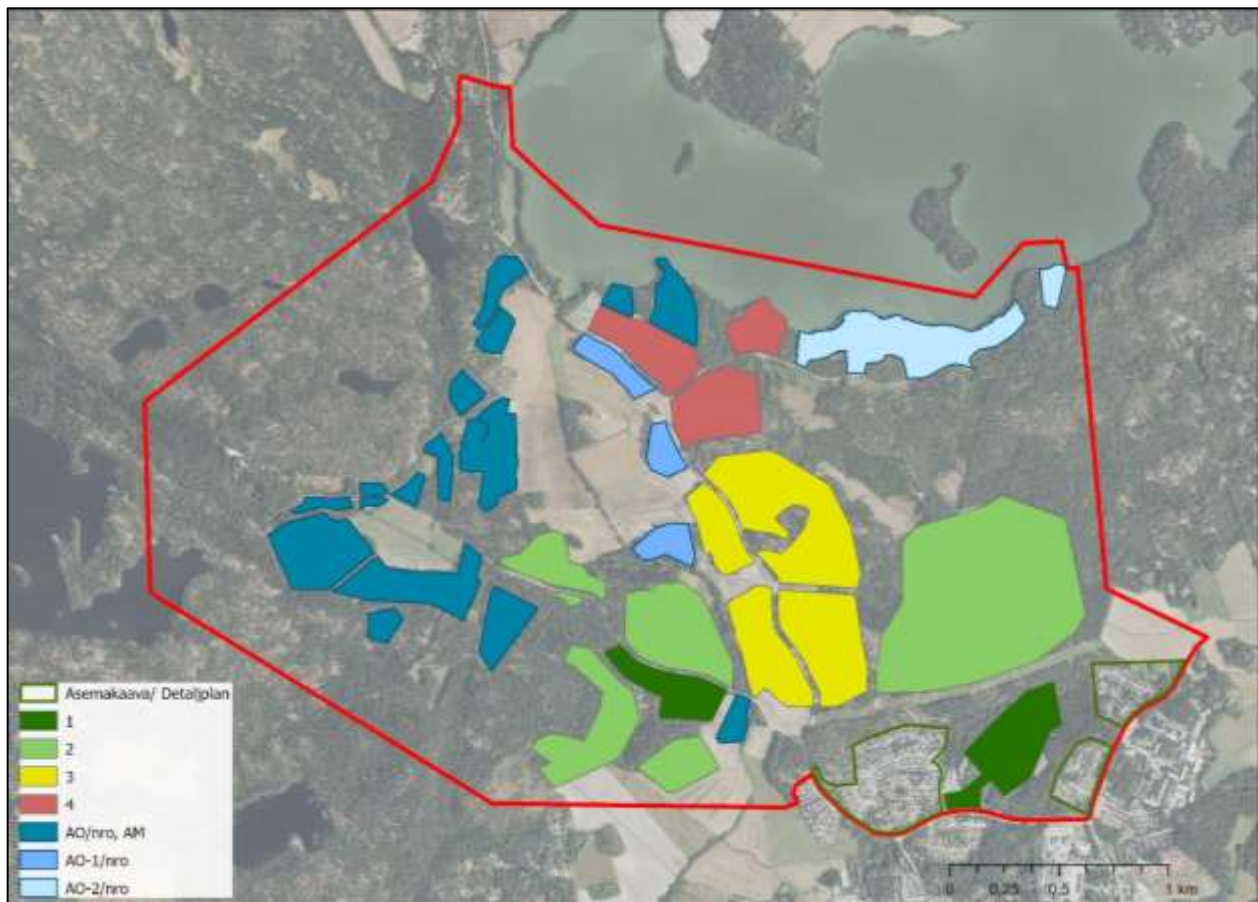 Asemakaava/ Detaljplan
1
2
3
4
AO/nro, AM
AO-1/nro
AO-2/nro
0 0,25 0,5 1 km